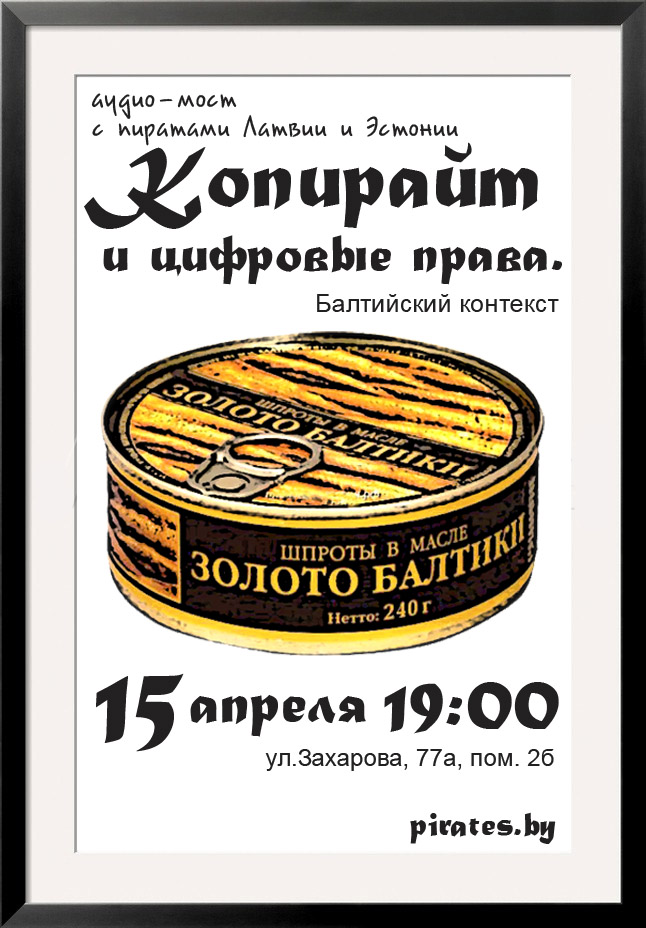 аудио-мост
с пиратами Латвии и Эстонии
Копирайт
и цифровые права.
Балтийский контекст
ШПРОТЫ В МАСЛЕ
ЗОЛОТО БАЛТИКИ
ШПРОТЫ В МАСЛЕ
ЗОЛОТО БАЛТИКИ
Нетто: 240 г
15 апреля 19:00
ул.Захарова, 77а, пом. 2б
pirates.by